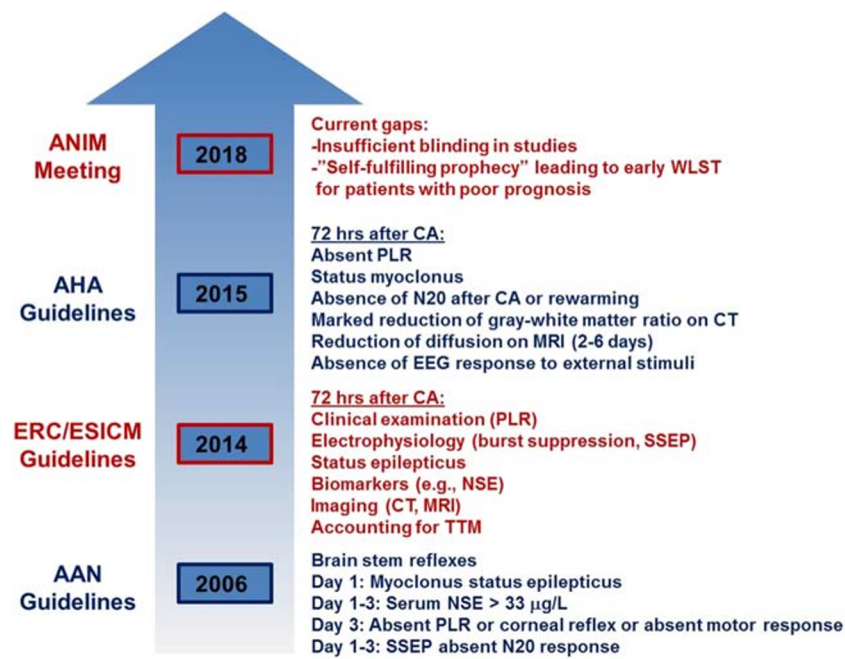 ANIM
Meeting
2018
Current gaps:
-Insufficient blinding in studies
-"Self-fulfilling prophecy" leading to early WLST
for patients with poor prognosis
AHA
Guidelines
2015
72 hrs after CA:
Absent PLR
Status myoclonus
Absence of N20 after CA or rewarming
Marked reduction of gray-white matter ratio on CT
Reduction of diffusion on MRI (2-6 days)
Absence of EEG response to external stimuli
ERC/ESICM
Guidelines
2014
72 hrs after CA:
Clinical examination (PLR)
Electrophysiology (burst suppression, SSEP)
Status epilepticus
Biomarkers (e.g., NSE)
Imaging (CT, MRI)
Accounting for TTM
AAN
Guidelines
2006
Brain stem reflexes
Day 1: Myoclonus status epilepticus
Day 1-3: Serum NSE > 33 μg/L
Day 3: Absent PLR or corneal reflex or absent motor response
Day 1-3: SSEP absent N20 response